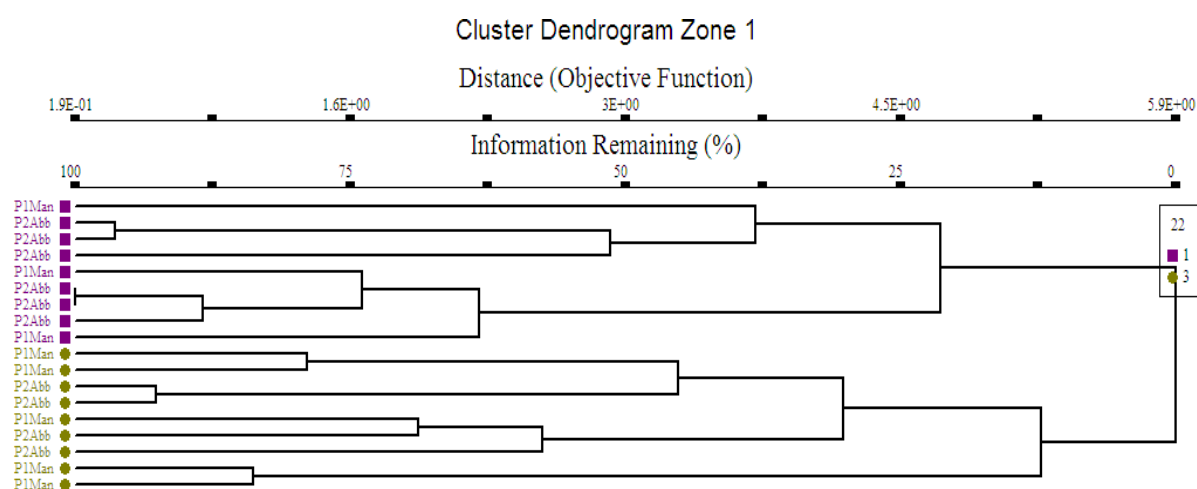 Cluster Dendrogram Zone 1
Distance (Objective Function)
1.9E-01 1.6E+00 3E+00 4.5E+00 5.9E+00
Information Remaining (%)
100 75 50 25 0
P1Man
P2Abb
P2Abb
P2Abb
P1Man
P2Abb
P2Abb
P2Abb
P1Man
P1Man
P1Man
P2Abb
P2Abb
P1Man
P2Abb
P2Abb
P1Man
P1Man
22
1
3